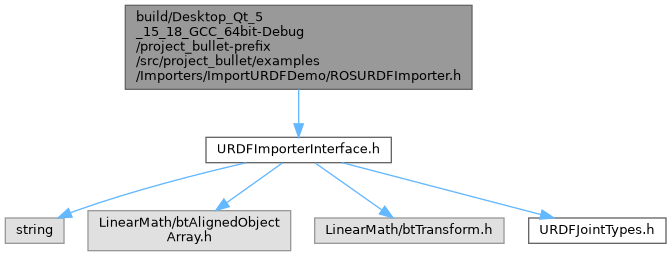 build/Desktop_Qt_5
_15_18_GCC_64bit-Debug
/project_bullet-prefix
/src/project_bullet/examples
/Importers/ImportURDFDemo/ROSURDFImporter.h
URDFImporterInterface.h
string
LinearMath/btAlignedObject
Array.h
LinearMath/btTransform.h
URDFJointTypes.h